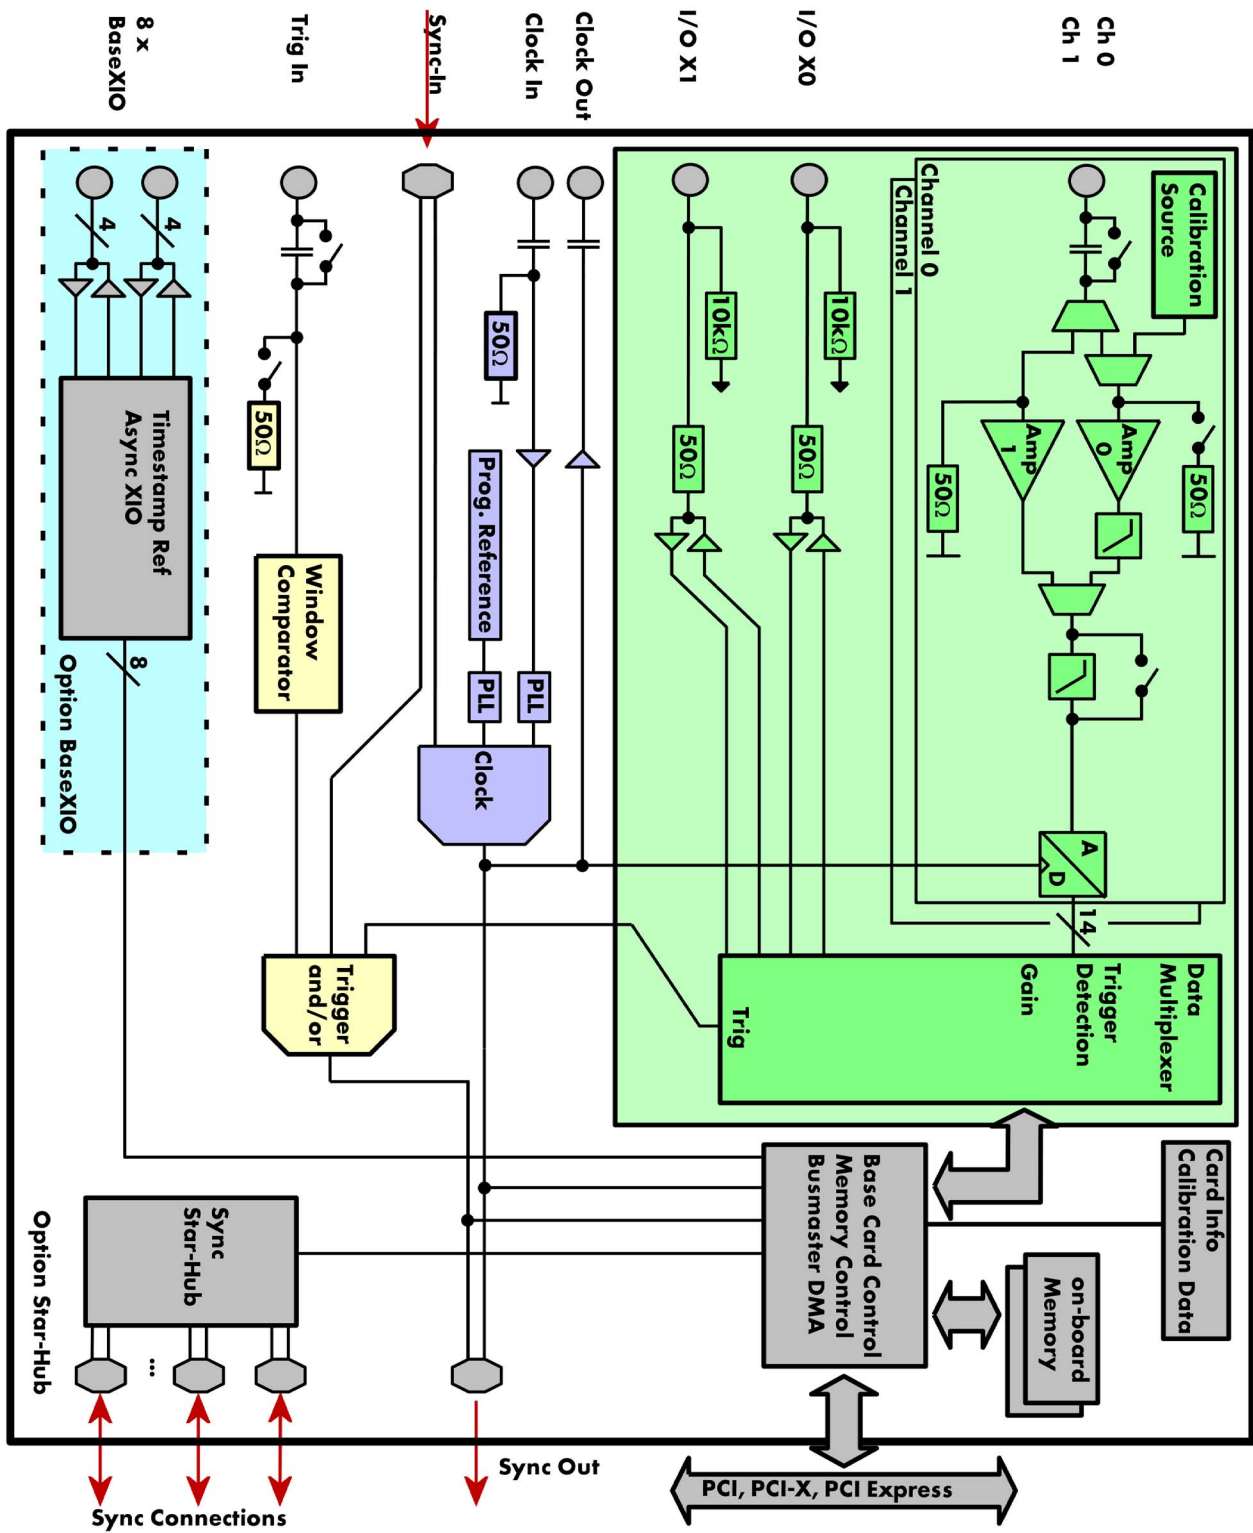 Ch 0
Ch 1
I/O X0
I/O X1
Clock Out
Clock In
Sync-In
Trig In
8 x
BaseXIO
Calibration
Source
Channel 0
Channel 1
50Ω
Amp
0
Amp
1
50Ω
A
D
14
10kΩ
50Ω
10kΩ
50Ω
Data
Multiplexer
Trigger
Detection
Gain
Trig
50Ω
Prog. Reference
PLL
PLL
Clock
50Ω
Window
Comparator
Trigger
and/or
4
4
Timestamp Ref
Async XIO
8
Option BaseXIO
Card Info
Calibration Data
on-board
Memory
Base Card Control
Memory Control
Busmaster DMA
Sync
Star-Hub
...
Option Star-Hub
Sync Out
PCI, PCI-X, PCI Express
Sync Connections